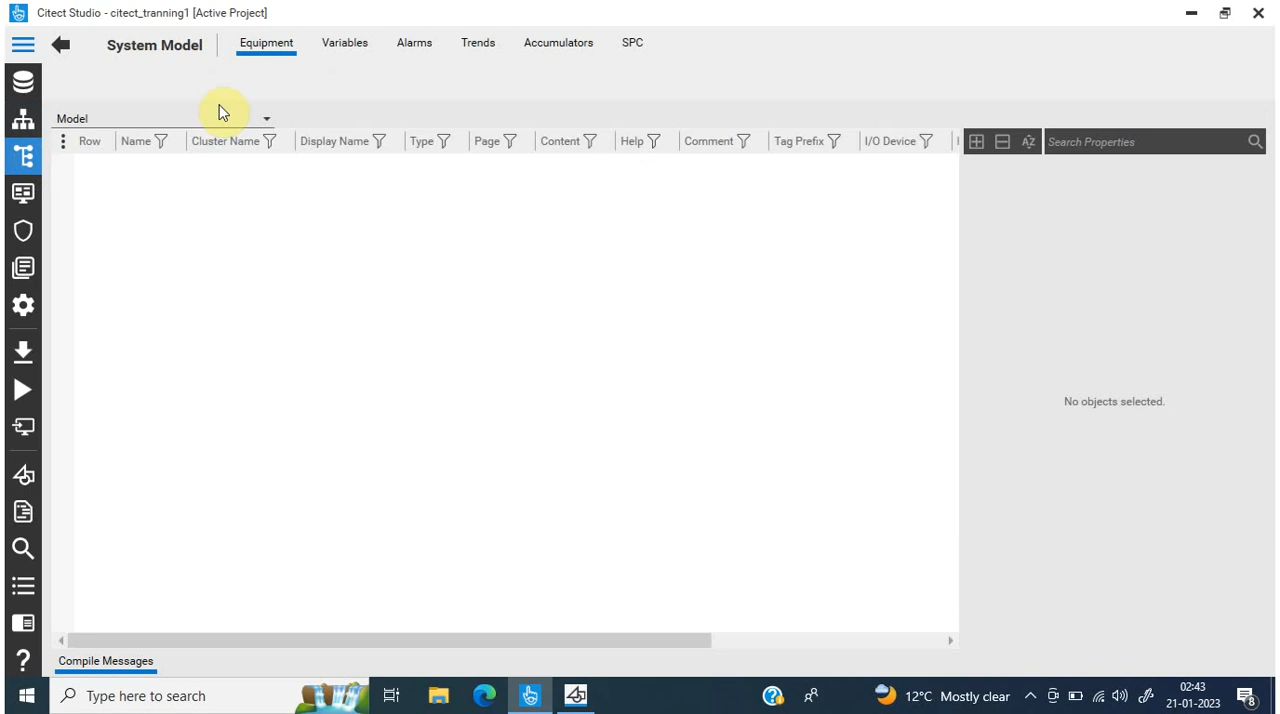 Citect Studio - citect_tranning1 [Active Project]
System Model
Equipment
Variables
Alarms
Trends
Accumulators
SPC
Model
Row
Name
Cluster Name
Display Name
Type
Page
Content
Help
Comment
Tag Prefix
I/O Device
Search Properties
No objects selected.
Compile Messages
Type here to search
12°C Mostly clear
02:43
21-01-2023
8